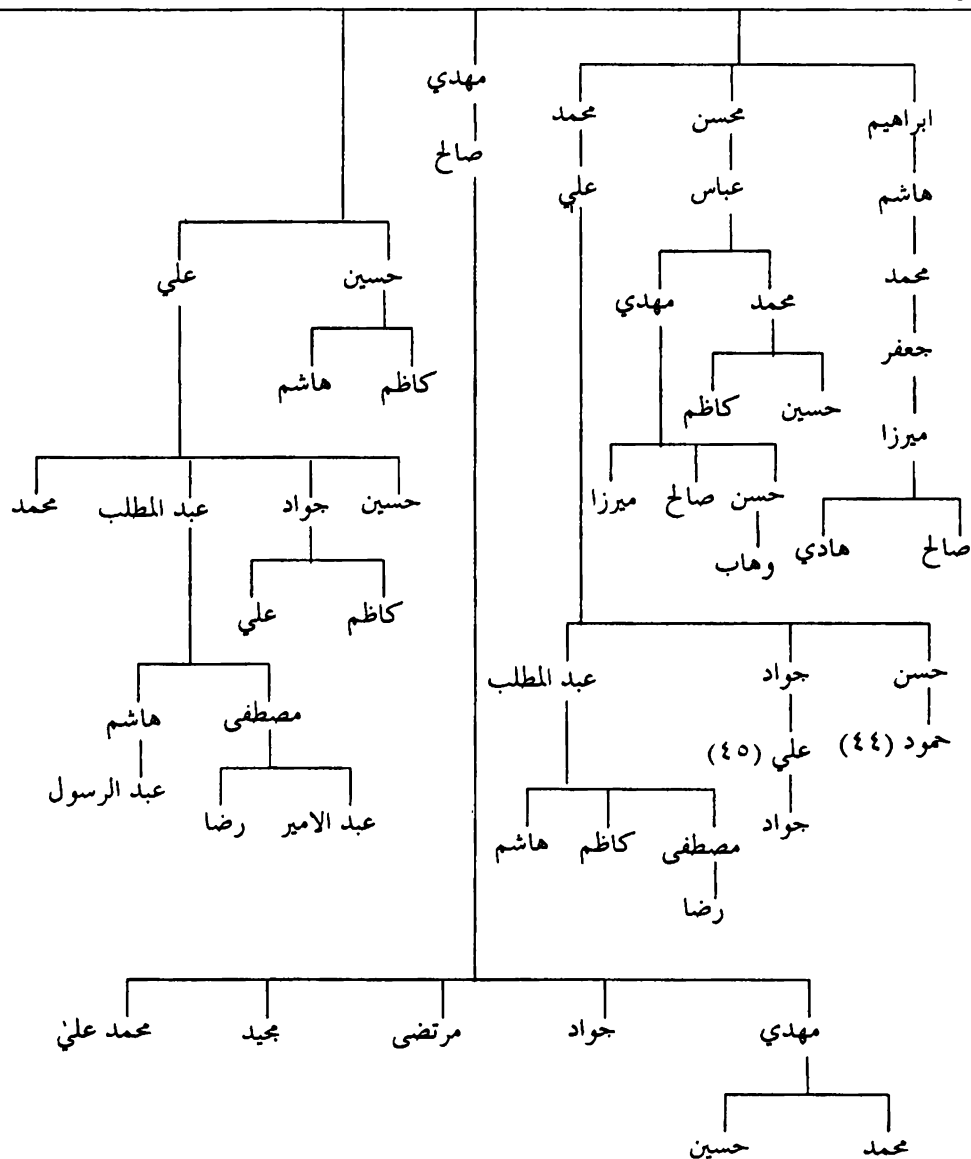 مهدي
ابراهيم محسن محمد
صالح
هاشم عباس علي
محمد حسين علي
محمد مهدي
جعفر
كاظم هاشم
حسين كاظم
ميرزا
حسن صالح ميرزا
حسين جواد عبد المطلب محمد
صالح هادي
وهاب
كاظم علي
حسن جواد عبد المطلب
مصطفى هاشم
حمود (٤٤) علي (٤٥)
عبد الرسول
جواد
عبد الامير رضا
مصطفى كاظم هاشم
رضا
مهدي جواد مرتضى مجيد محمد علي
محمد حسين